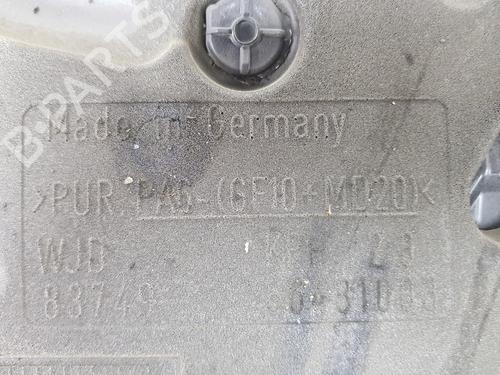 B-PARTS
Made in Germany
>PUR. PA6-(GF10+MD20)<
WJD
83749